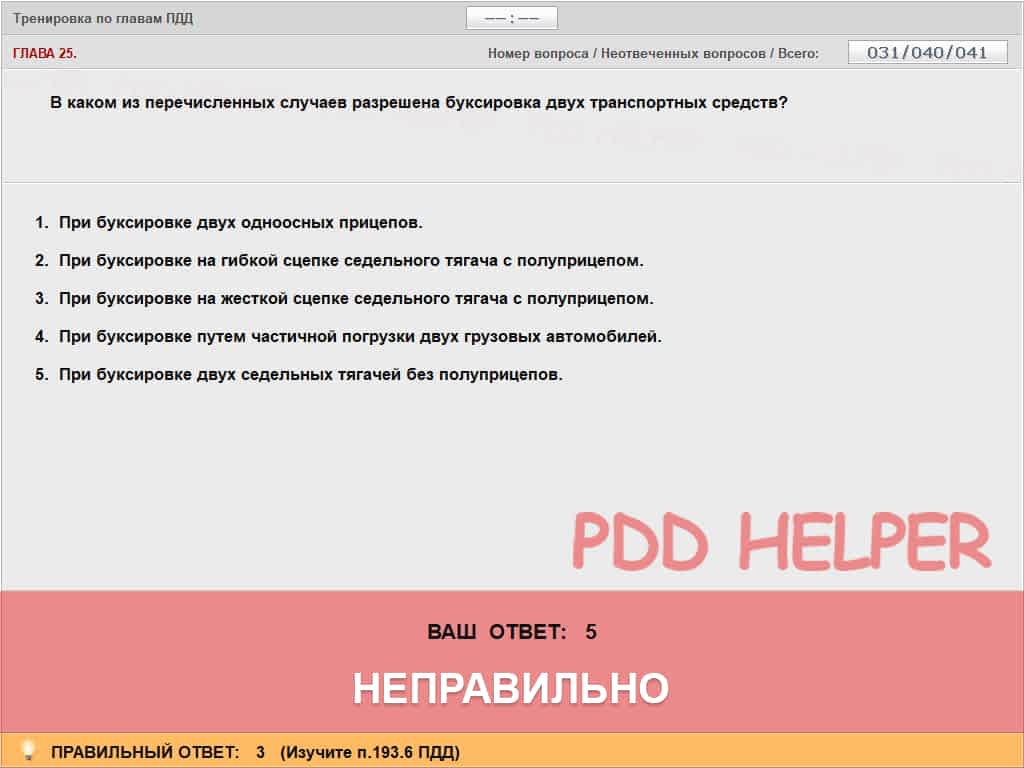 Тренировка по главам ПДД
–– : ––
ГЛАВА 25.
Номер вопроса / Неотвеченных вопросов / Всего:
031/040/041
В каком из перечисленных случаев разрешена буксировка двух транспортных средств?
1. При буксировке двух одноосных прицепов.
2. При буксировке на гибкой сцепке седельного тягача с полуприцепом.
3. При буксировке на жесткой сцепке седельного тягача с полуприцепом.
4. При буксировке путем частичной погрузки двух грузовых автомобилей.
5. При буксировке двух седельных тягачей без полуприцепов.
PDD HELPER
ВАШ ОТВЕТ: 5
НЕПРАВИЛЬНО
ПРАВИЛЬНЫЙ ОТВЕТ: 3 (Изучите п.193.6 ПДД)